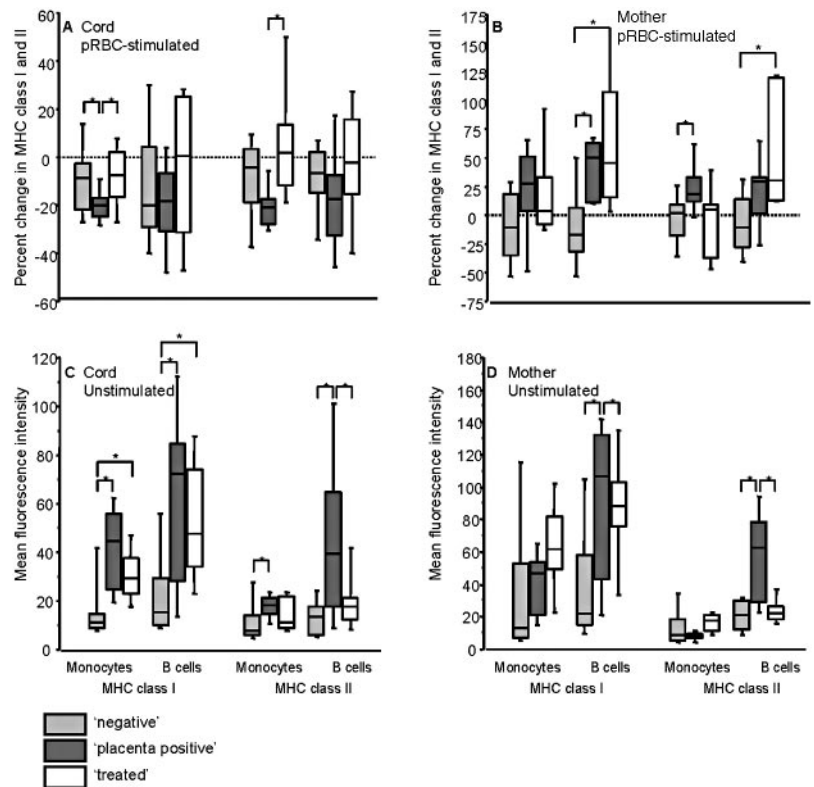 A Cord
pRBC-stimulated
Percent change in MHC class I and II
60
40
20
0
-20
-40
-60
* * *
B Mother
pRBC-stimulated
Percent change in MHC class I and II
175
150
125
100
75
50
25
0
-25
-50
-75
* * * *
C Cord
Unstimulated
Mean fluorescence intensity
120
100
80
60
40
20
0
* * * * * * *
Monocytes B cells Monocytes B cells
MHC class I MHC class II
D Mother
Unstimulated
Mean fluorescence intensity
180
160
140
120
100
80
60
40
20
0
* * * *
Monocytes B cells Monocytes B cells
MHC class I MHC class II
'negative'
'placenta positive'
'treated'